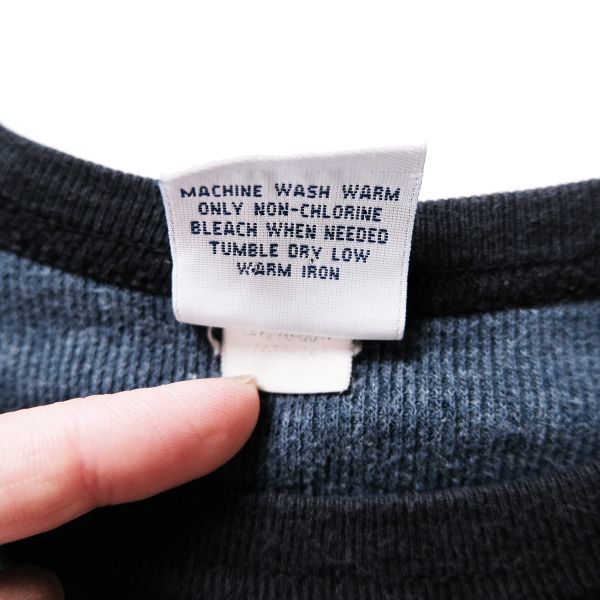 MACHINE WASH WARM
ONLY NON-CHLORINE
BLEACH WHEN NEEDED
TUMBLE DRY LOW
WARM IRON